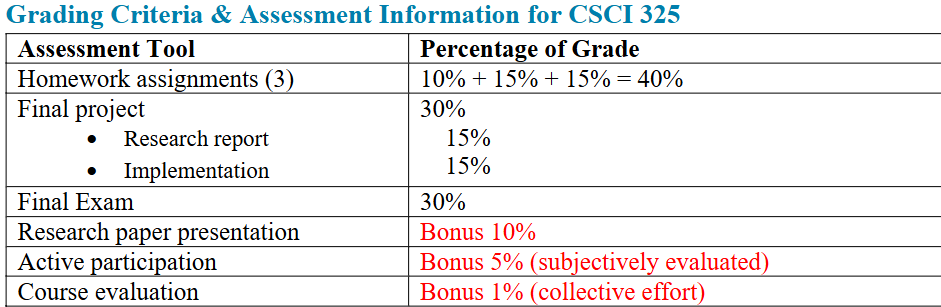 Grading Criteria & Assessment Information for CSCI 325
Assessment Tool Percentage of Grade
Homework assignments (3) 10% + 15% + 15% = 40%
Final project 30%
• Research report 15%
• Implementation 15%
Final Exam 30%
Research paper presentation Bonus 10%
Active participation Bonus 5% (subjectively evaluated)
Course evaluation Bonus 1% (collective effort)